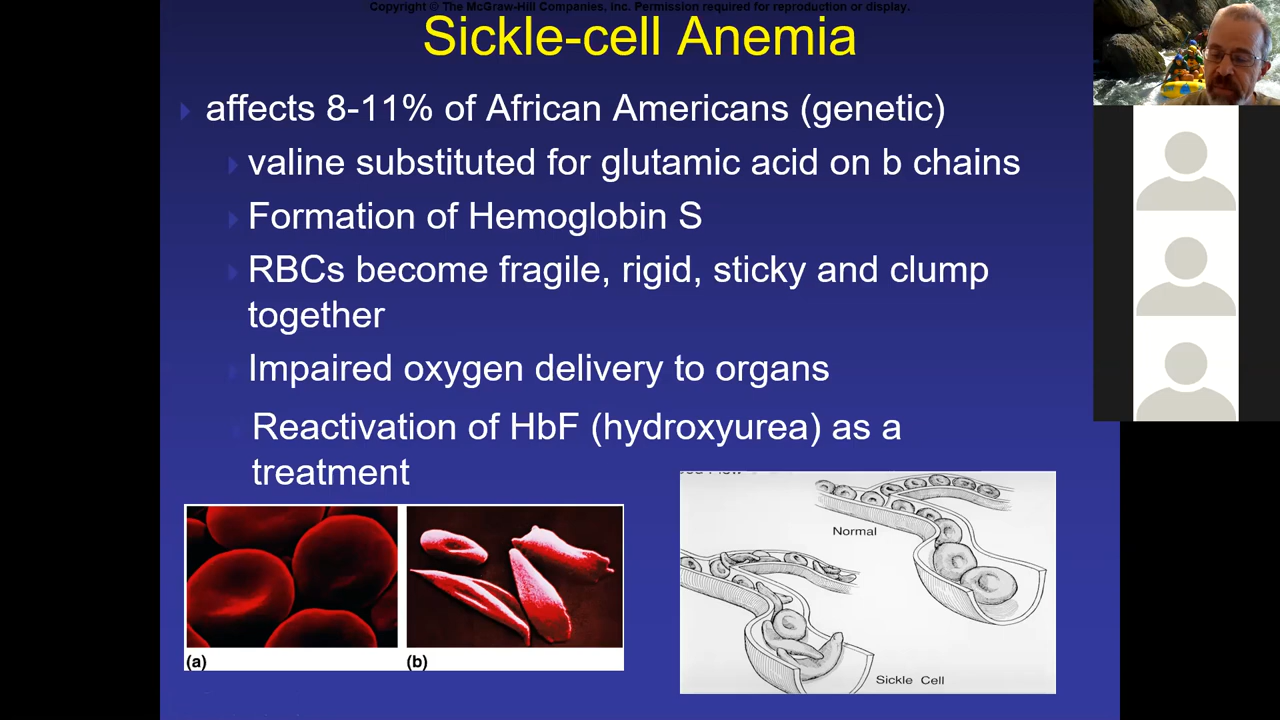 Copyright © The McGraw-Hill Companies, Inc. Permission required for reproduction or display.
Sickle-cell Anemia
affects 8-11% of African Americans (genetic)
valine substituted for glutamic acid on b chains
Formation of Hemoglobin S
RBCs become fragile, rigid, sticky and clump
together
Impaired oxygen delivery to organs
Reactivation of HbF (hydroxyurea) as a
treatment
Normal
Sickle Cell
(a)
(b)